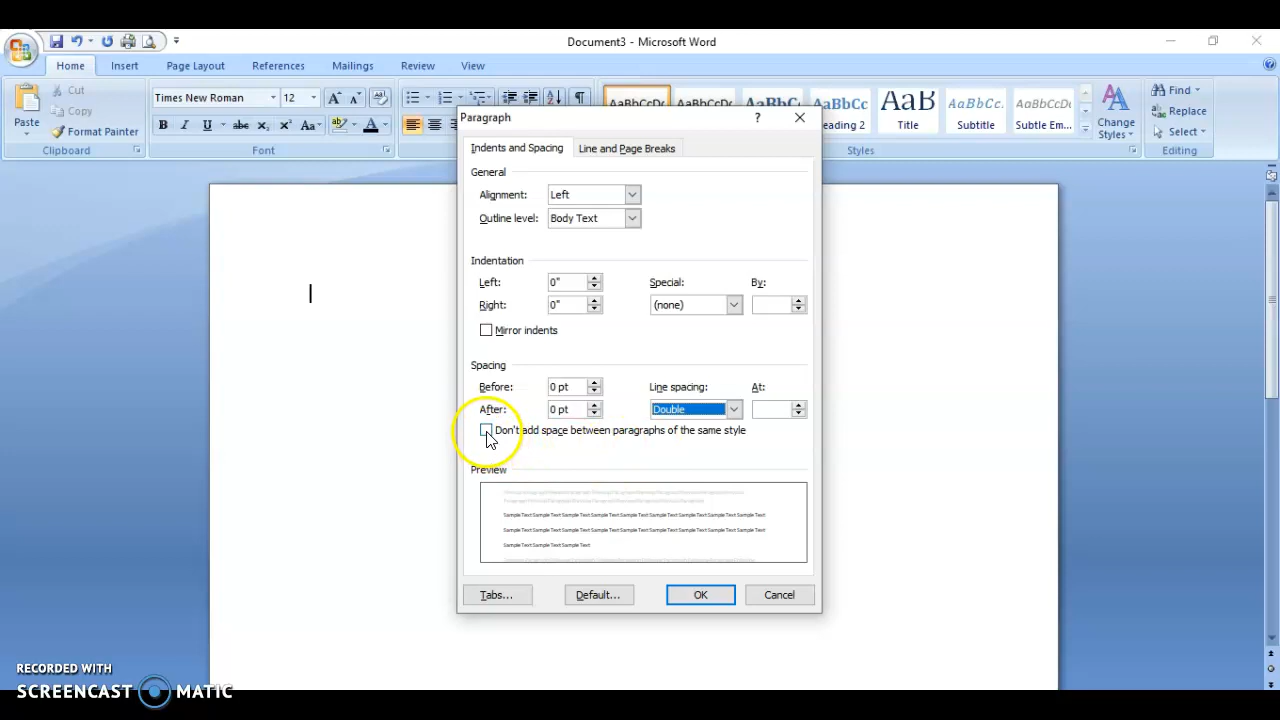 Document3 - Microsoft Word
Home Insert Page Layout References Mailings Review View
Cut
Copy
Format Painter
Paste
Clipboard
Times New Roman 12
Font
AaBbCcDc AaBbCcDc AaBbCc AaBbCc AaB AaBbCc. AaBbCcDc
Heading 2 Title Subtitle Subtle Em...
Styles
Change
Styles
Find
Replace
Select
Editing
Paragraph
Indents and Spacing Line and Page Breaks
General
Alignment: Left
Outline level: Body Text
Indentation
Left: 0" Special: By:
Right: 0" (none)
Mirror indents
Spacing
Before: 0 pt Line spacing: At:
After: 0 pt Double
Don't add space between paragraphs of the same style
Preview
Sample Text Sample Text Sample Text Sample Text Sample Text Sample Text Sample Text Sample Text Sample Text
Sample Text Sample Text Sample Text Sample Text Sample Text Sample Text Sample Text Sample Text Sample Text
Sample Text Sample Text Sample Text
Tabs... Default... OK Cancel
RECORDED WITH
SCREENCAST MATIC